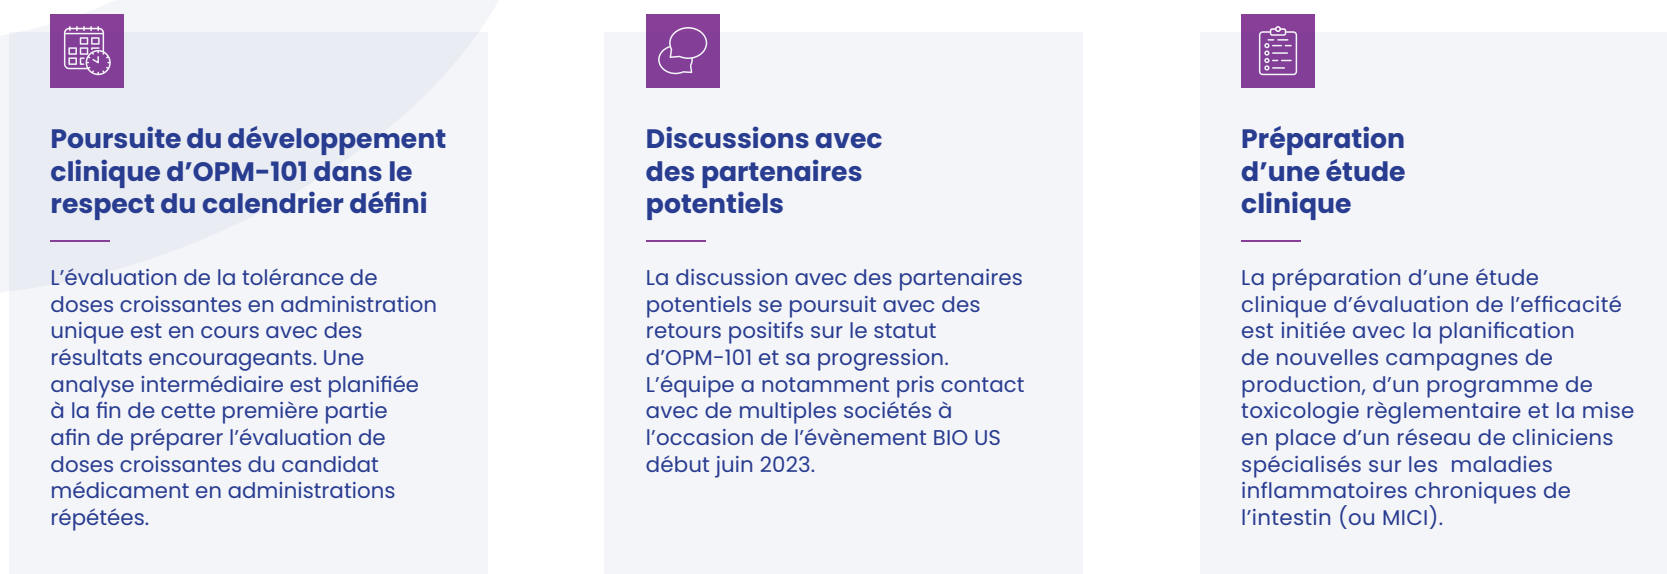 Poursuite du développement
clinique d’OPM-101 dans le
respect du calendrier défini
L’évaluation de la tolérance de
doses croissantes en administration
unique est en cours avec des
résultats encourageants. Une
analyse intermédiaire est planifiée
à la fin de cette première partie
afin de préparer l’évaluation de
doses croissantes du candidat
médicament en administrations
répétées.
Discussions avec
des partenaires
potentiels
La discussion avec des partenaires
potentiels se poursuit avec des
retours positifs sur le statut
d’OPM-101 et sa progression.
L’équipe a notamment pris contact
avec de multiples sociétés à
l’occasion de l’évènement BIO US
début juin 2023.
Préparation
d’une étude
clinique
La préparation d’une étude
clinique d’évaluation de l’efficacité
est initiée avec la planification
de nouvelles campagnes de
production, d’un programme de
toxicologie règlementaire et la mise
en place d’un réseau de cliniciens
spécialisés sur les  maladies
inflammatoires chroniques de
l’intestin (ou MICI).